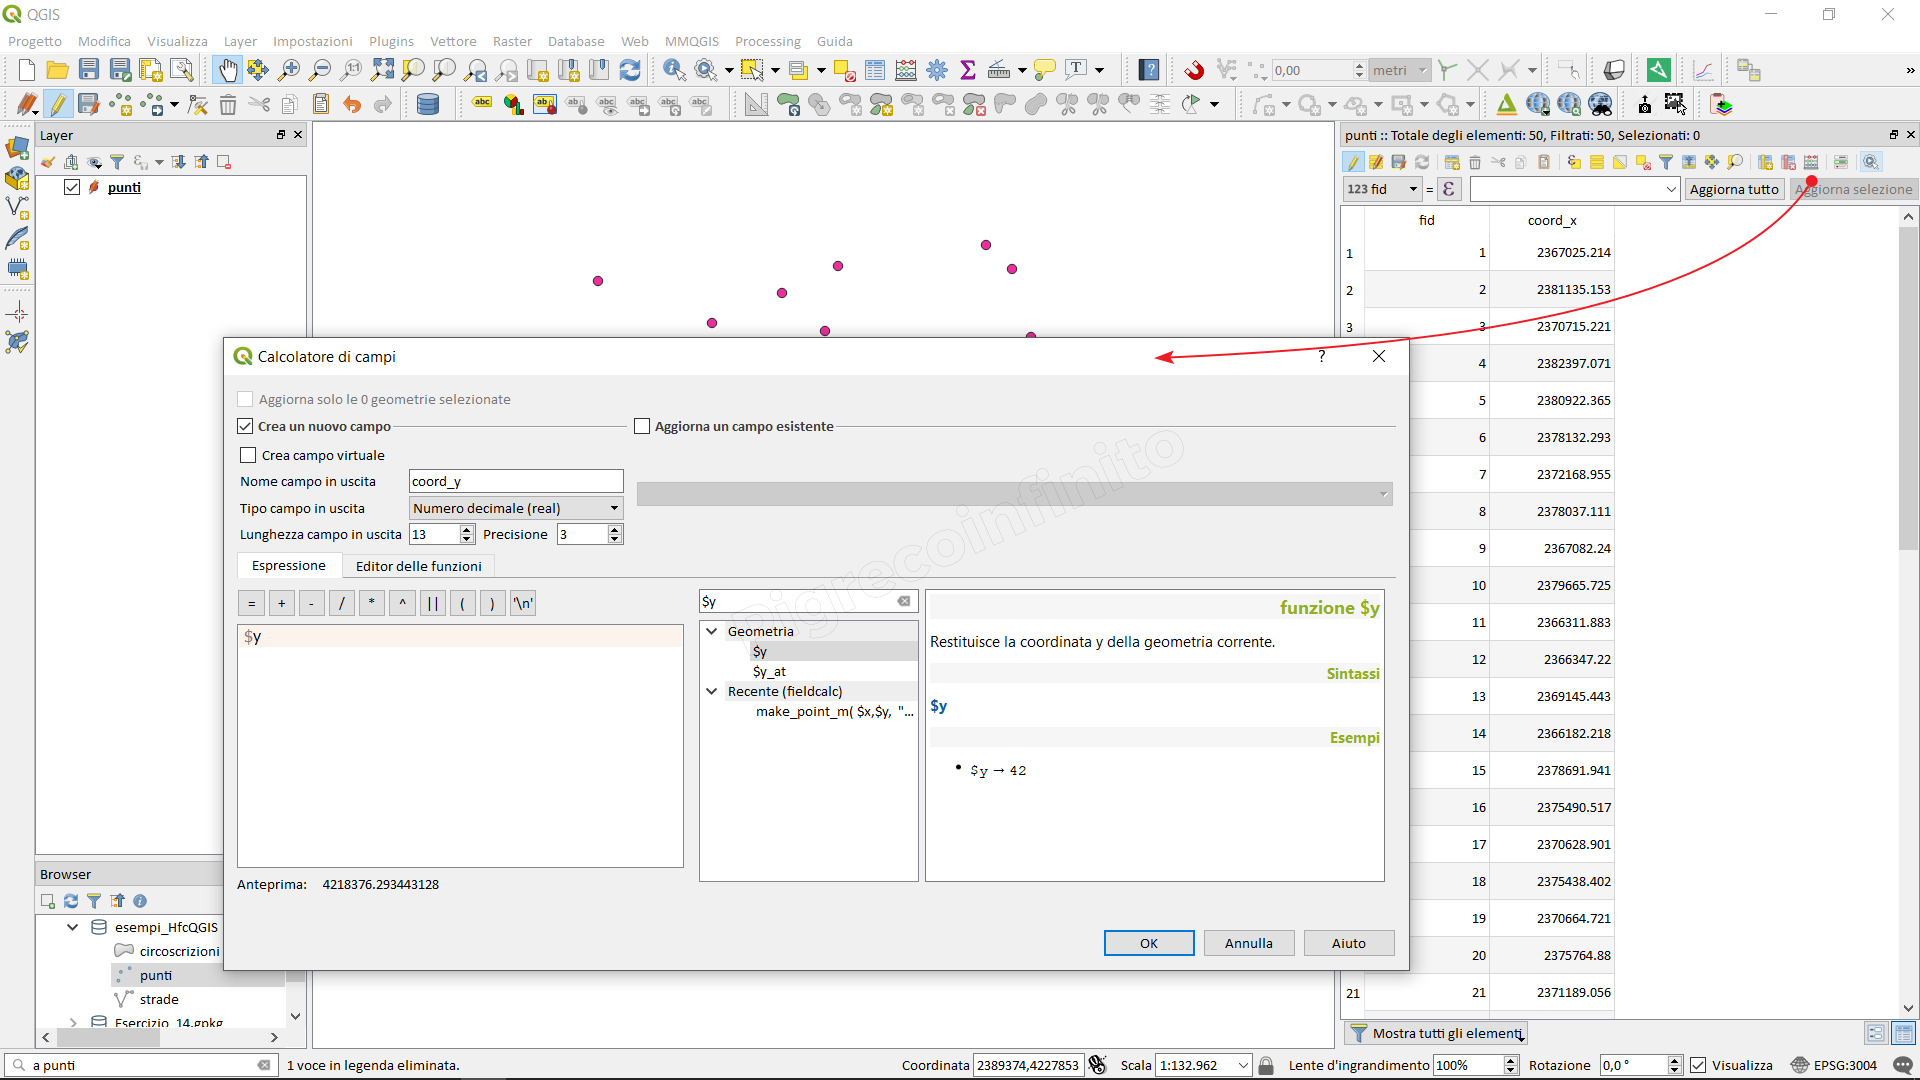 QGIS
Progetto Modifica Visualizza Layer Impostazioni Plugins Vettore Raster Database Web MMQGIS Processing Guida
0,00 metri
Layer
punti
punti :: Totale degli elementi: 50, Filtrati: 50, Selezionati: 0
123 fid = ε Aggiorna tutto Aggiorna selezione
fid coord_x
1 1 2367025.214
2 2 2381135.153
3 3 2370715.221
4 2382397.071
5 2380922.365
6 2378132.293
7 2372168.955
8 2378037.111
9 2367082.24
10 2379665.725
11 2366311.883
12 2366347.22
13 2369145.443
14 2366182.218
15 2378691.941
16 2375490.517
17 2370628.901
18 2375438.402
19 2370664.721
20 2375764.88
21 21 2371189.056
Mostra tutti gli elementi
Calcolatore di campi
?
Aggiorna solo le 0 geometrie selezionate
Crea un nuovo campo
Aggiorna un campo esistente
Crea campo virtuale
Nome campo in uscita coord_y
Tipo campo in uscita Numero decimale (real)
Lunghezza campo in uscita 13 Precisione 3
Espressione Editor delle funzioni
= + - / * ^ || ( ) '\n'
$y
$y
Geometria
$y
$y_at
Recente (fieldcalc)
make_point_m( $x,$y, "...
funzione $y
Restituisce la coordinata y della geometria corrente.
Sintassi
$y
Esempi
• $y → 42
Pigrecoinfinito
Anteprima: 4218376.293443128
OK Annulla Aiuto
Browser
esempi_HfcQGIS
circoscrizioni
punti
strade
Esercizio_14.gpkg
a punti
1 voce in legenda eliminata.
Coordinata 2389374,4227853 Scala 1:132.962 Lente d'ingrandimento 100% Rotazione 0,0 ° Visualizza EPSG:3004